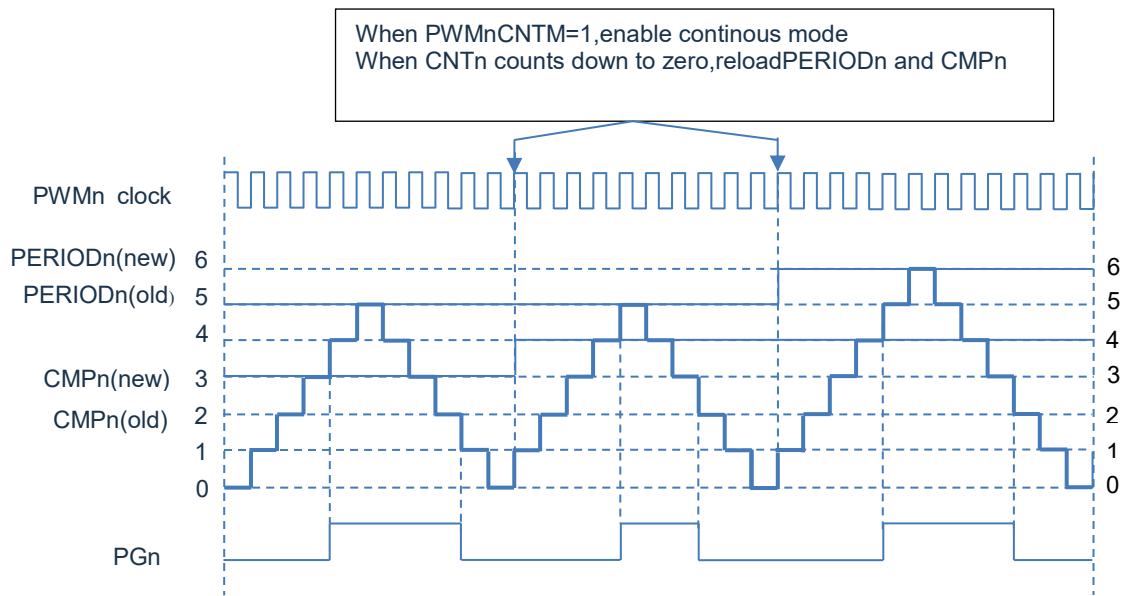 When PWMnCNTM=1,enable continous mode
When CNTn counts down to zero,reloadPERIODn and CMPn
PWMn clock
PERIODn(new) 6 6
PERIODn(old) 5 5
4 4
CMPn(new) 3 3
CMPn(old) 2 2
1 1
0 0
PGn